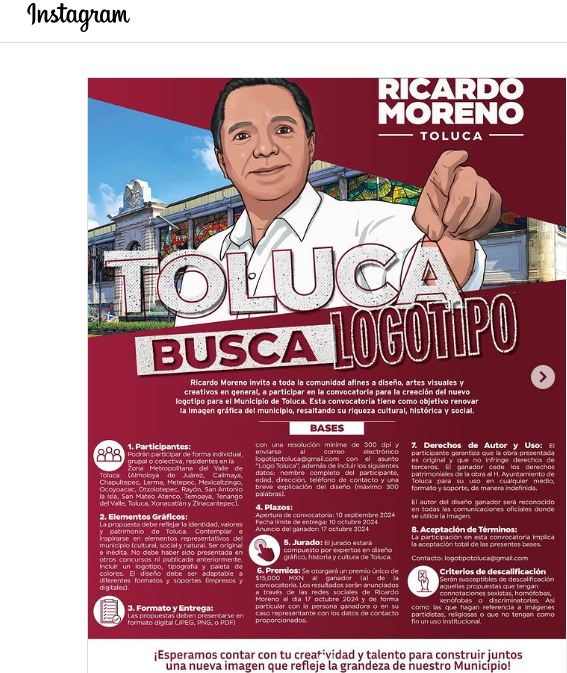 Instagram
RICARDO
MORENO
TOLUCA
TOLUCA
BUSCA LOGOTIPO
Ricardo Moreno invita a toda la comunidad afines a diseño, artes visuales y
creativos en general, a participar en la convocatoria para la creación del nuevo
logotipo para el Municipio de Toluca. Esta convocatoria tiene como objetivo renovar
la imagen gráfica del municipio, resaltando su riqueza cultural, histórica y social.
BASES
1. Participantes:
Podrán participar de forma individual,
grupal o colectiva, residentes en la
Zona Metropolitana del Valle de
Toluca (Almoloya de Juárez, Calimaya,
Chapultepec, Lerma, Metepec, Mexicaltzingo,
Ocoyoacac, Otzolotepec, Rayón, San Antonio
la Isla, San Mateo Atenco, Temoaya, Tenango
del Valle, Toluca, Xonacatlán y Zinacantepec).
2. Elementos Gráficos:
La propuesta debe reflejar la identidad, valores
y patrimonio de Toluca. Contemplar e
inspirarse en elementos representativos del
municipio (cultural, social y natural. Ser original
e inédita. No debe haber sido presentada en
otros concursos ni publicada anteriormente.
Incluir un logotipo, tipografía y paleta de
colores. El diseño debe ser adaptable a
diferentes formatos y soportes (impresos y
digitales).
3. Formato y Entrega:
Las propuestas deben presentarse en
formato digital (JPEG, PNG, o PDF)
con una resolución mínima de 300 dpi y
enviarse al correo electrónico
logotipotoluca@gmail.com con el asunto
"Logo Toluca", además de incluir los siguientes
datos: nombre completo del participante,
edad, dirección, teléfono de contacto y una
breve explicación del diseño (máximo 300
palabras).
4. Plazos:
Apertura de convocatoria: 10 septiembre 2024
Fecha límite de entrega: 10 octubre 2024
Anuncio del ganador: 17 octubre 2024
5. Jurado: El jurado estará
compuesto por expertos en diseño
gráfico, historia y cultura de Toluca.
6. Premios: Se otorgará un premio único de
$15,000 MXN al ganador (a) de la
convocatoria. Los resultados serán anunciados
a través de las redes sociales de Ricardo
Moreno el día 17 octubre 2024 y de forma
particular con la persona ganadora o en su
caso representante con los datos de contacto
proporcionados.
7. Derechos de Autor y Uso: El
participante garantiza que la obra presentada
es original y que no infringe derechos de
terceros. El ganador cede los derechos
patrimoniales de la obra al H. Ayuntamiento de
Toluca para su uso en cualquier medio,
formato y soporte, de manera indefinida.
El autor del diseño ganador será reconocido
en todas las comunicaciones oficiales donde
se utilice la imagen.
8. Aceptación de Términos:
La participación en esta convocatoria implica
la aceptación total de las presentes bases.
Contacto: logotipotoluca@gmail.com
Criterios de descalificación
Serán susceptibles de descalificación
aquellas propuestas que tengan
connotaciones sexistas, homófobas,
xenófobas o discriminatorias. Así
como las que hagan referencia a imágenes
partidistas, religiosas o que no tengan como
fin un uso institucional.
¡Esperamos contar con tu creatividad y talento para construir juntos
una nueva imagen que refleje la grandeza de nuestro Municipio!